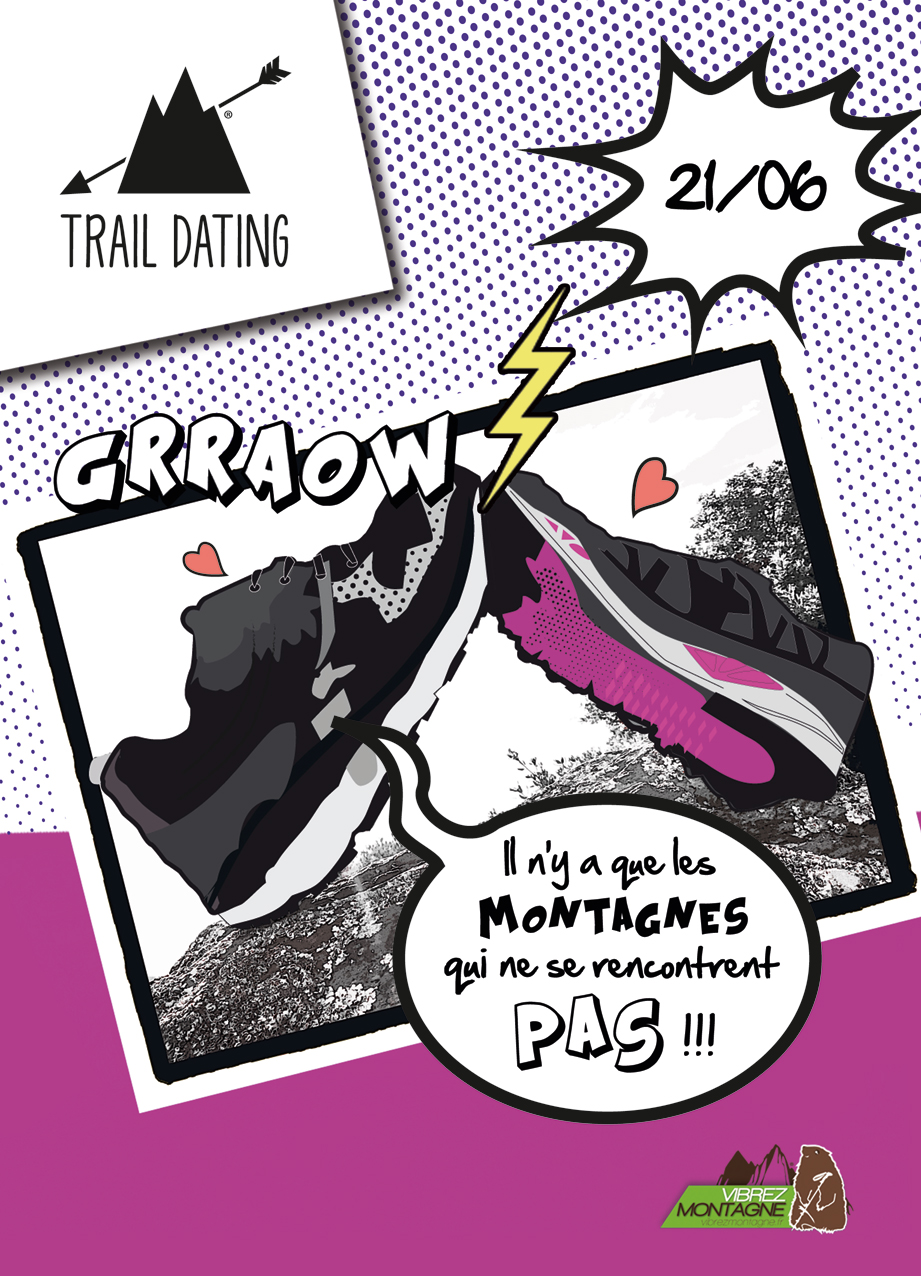 ®
TRAIL DATING
21/06
GRRAOW
Il n'y a que les
MONTAGNES
qui ne se rencontrent
PAS !!!
VIBREZ
MONTAGNE
vibrezmontagne.fr